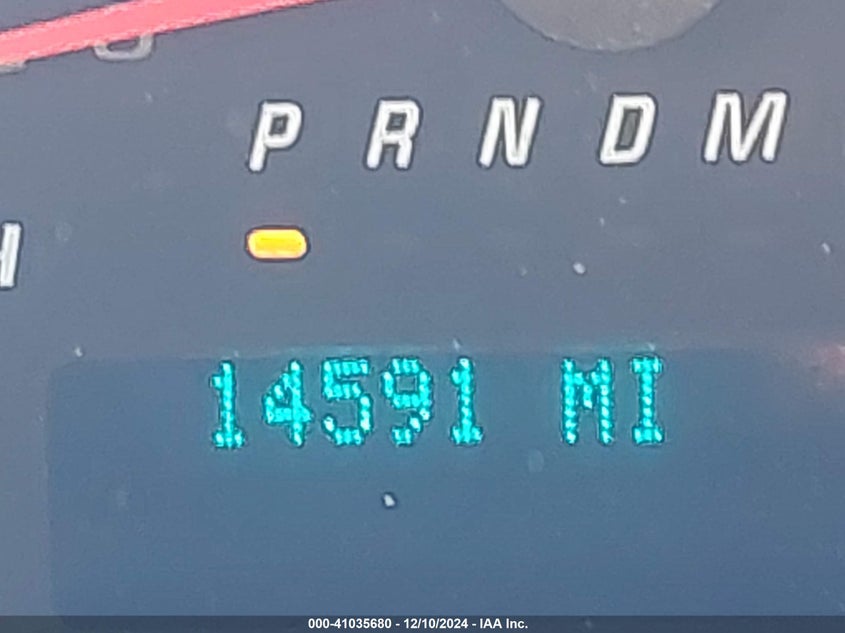 P R N D M
H
14591 MI
000-41035680 - 12/10/2024 - IAA Inc.